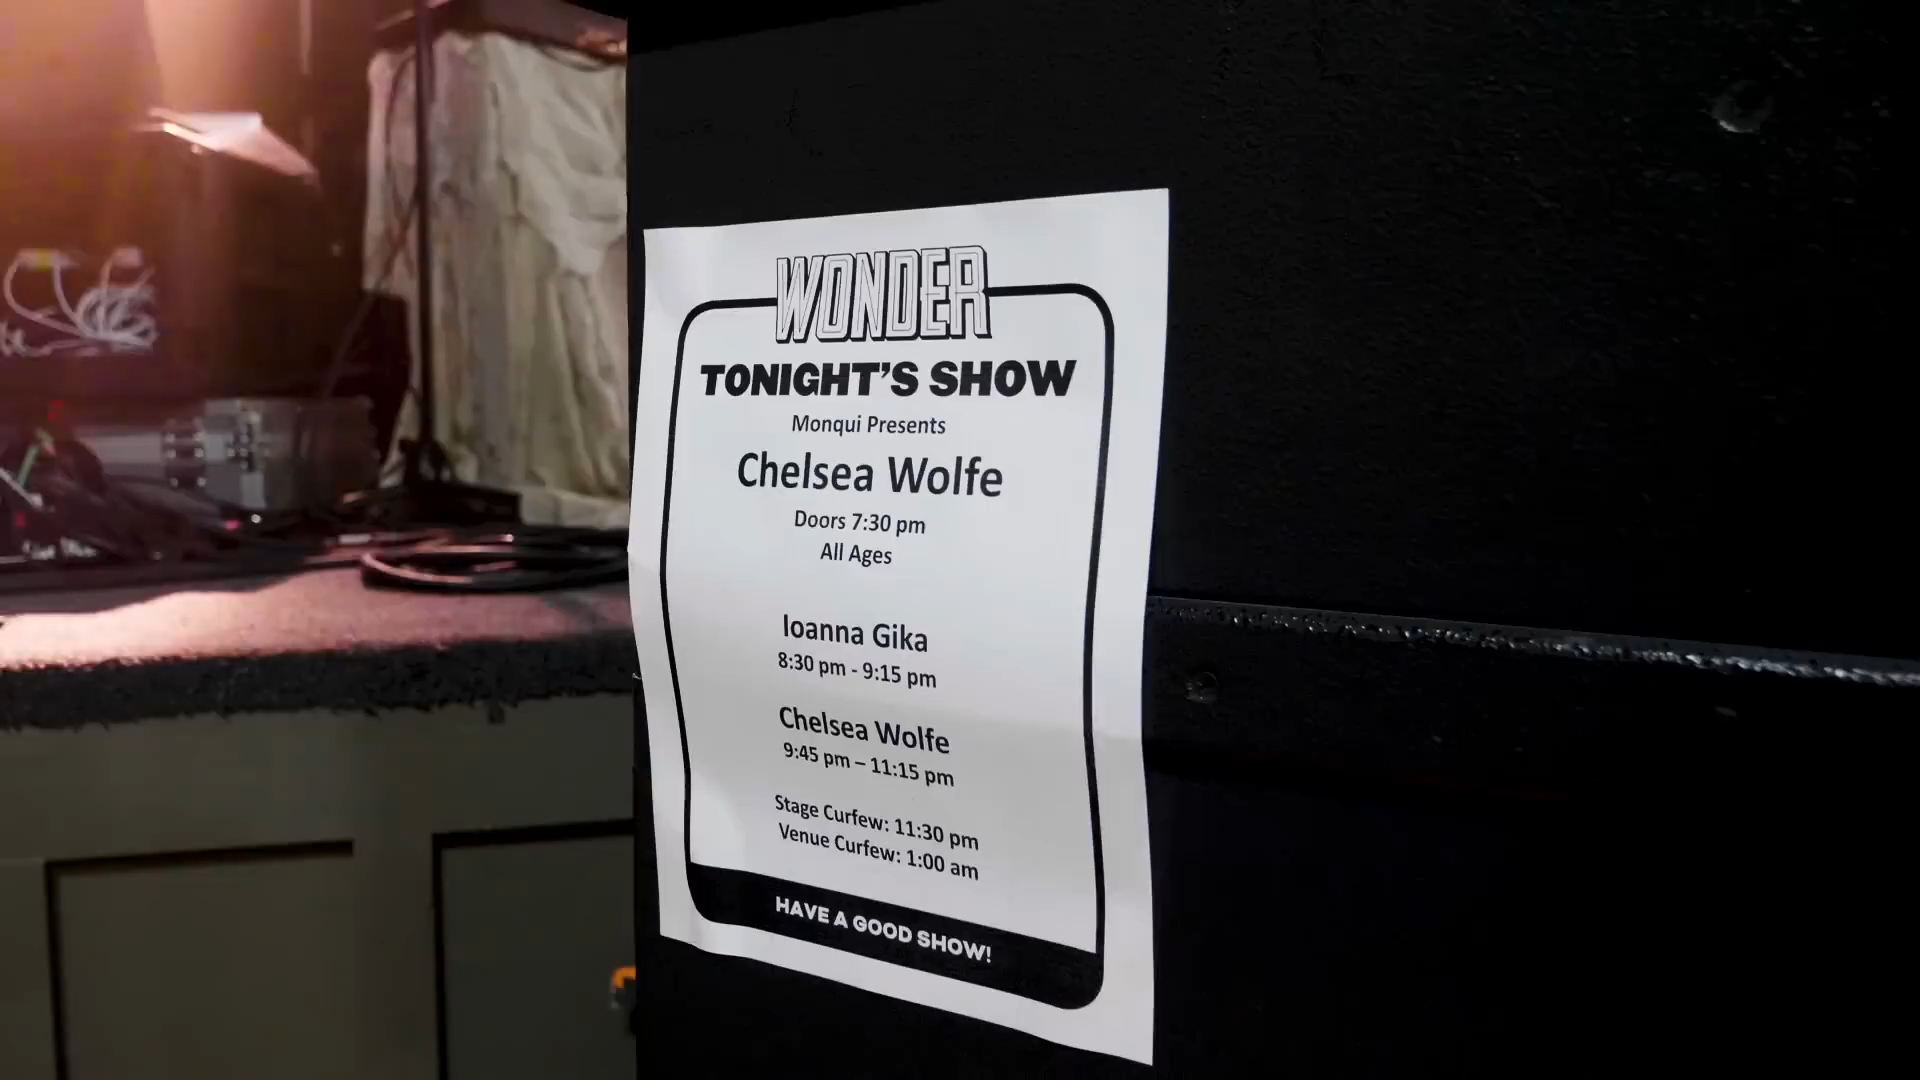 WONDER
TONIGHT'S SHOW
Monqui Presents
Chelsea Wolfe
Doors 7:30 pm
All Ages
Ioanna Gika
8:30 pm - 9:15 pm
Chelsea Wolfe
9:45 pm – 11:15 pm
Stage Curfew: 11:30 pm
Venue Curfew: 1:00 am
HAVE A GOOD SHOW!